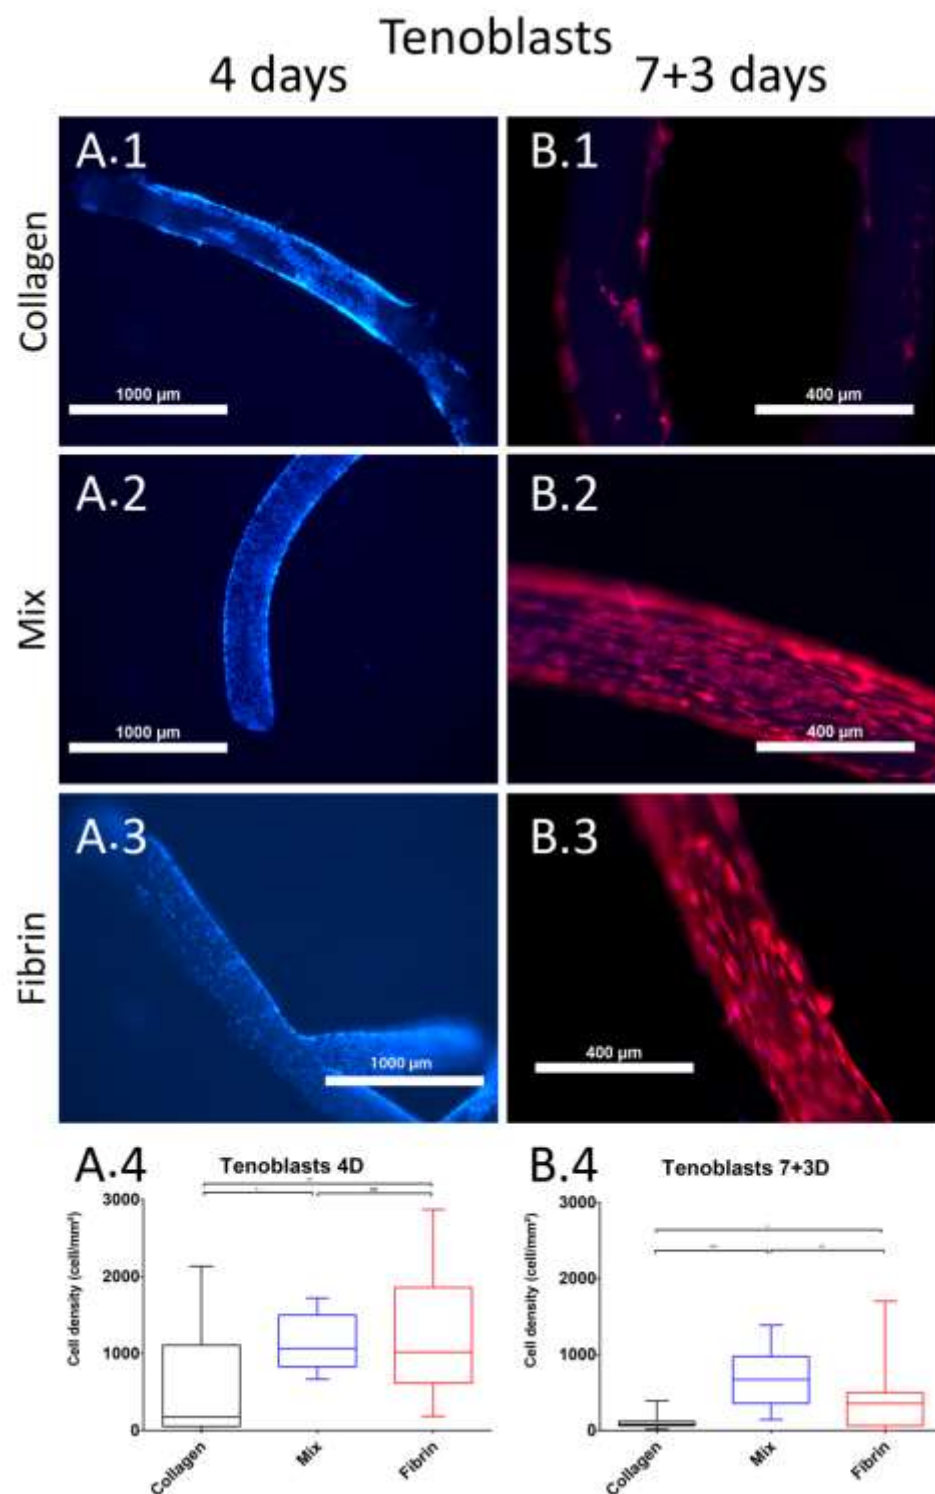 Tenoblasts
4 days
7+3 days
Collagen
A.1
1000 µm
B.1
400 µm
Mix
A.2
1000 µm
B.2
400 µm
Fibrin
A.3
1000 µm
B.3
400 µm
A.4
Tenoblasts 4D
Cell density (cell/mm²)
3000
2000
1000
0
Collagen
Mix
Fibrin
B.4
Tenoblasts 7+3D
Cell density (cell/mm²)
3000
2000
1000
0
Collagen
Mix
Fibrin